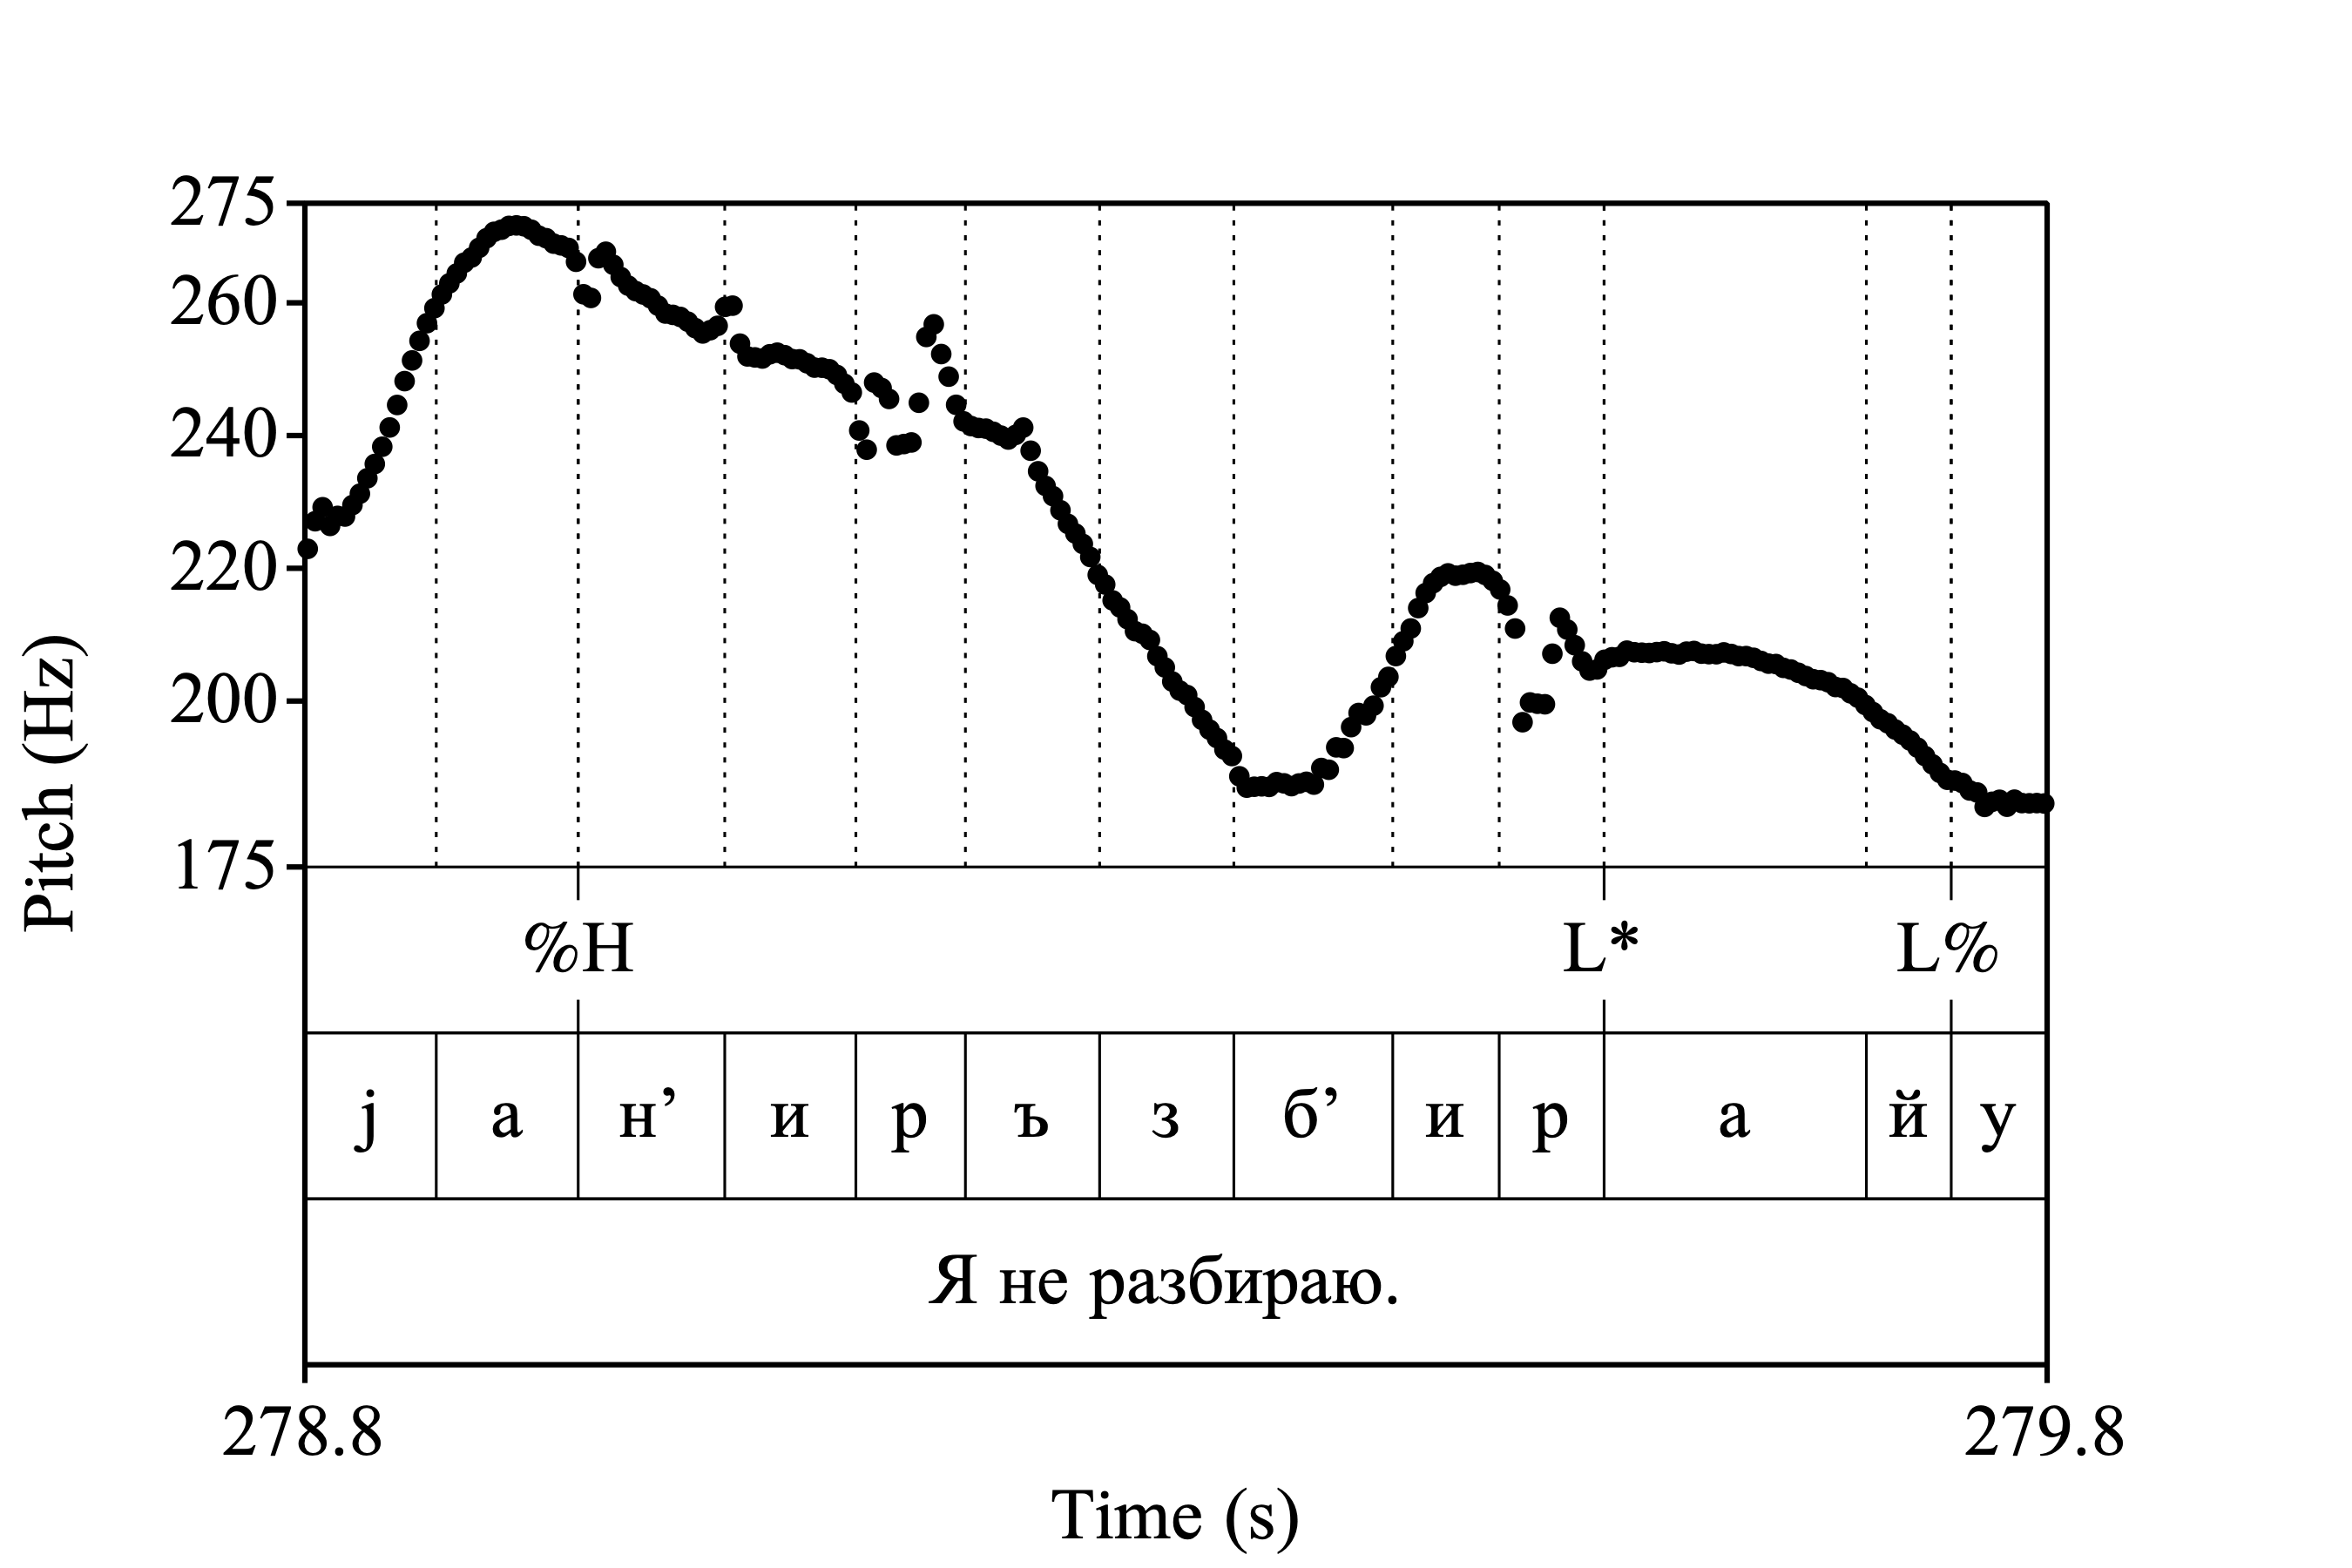 Pitch (Hz)
275
260
240
220
200
175
%H L* L%
j а н’ и р ъ з б’ и р а й у
Я не разбираю.
278.8 279.8
Time (s)